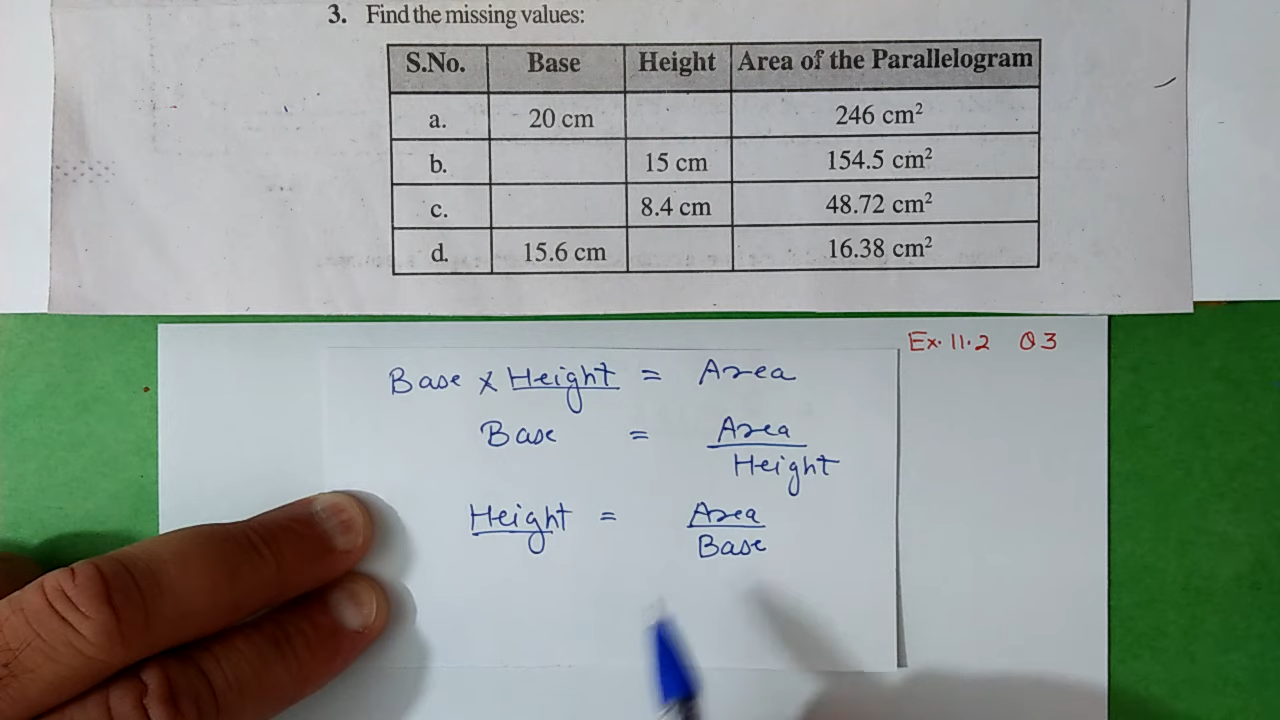 3. Find the missing values:
S.No. Base Height Area of the Parallelogram
a. 20 cm 246 cm²
b. 15 cm 154.5 cm²
c. 8.4 cm 48.72 cm²
d. 15.6 cm 16.38 cm²
Ex. 11.2 Q3
Base x Height = Area
Base = Area
Height
Height = Area
Base